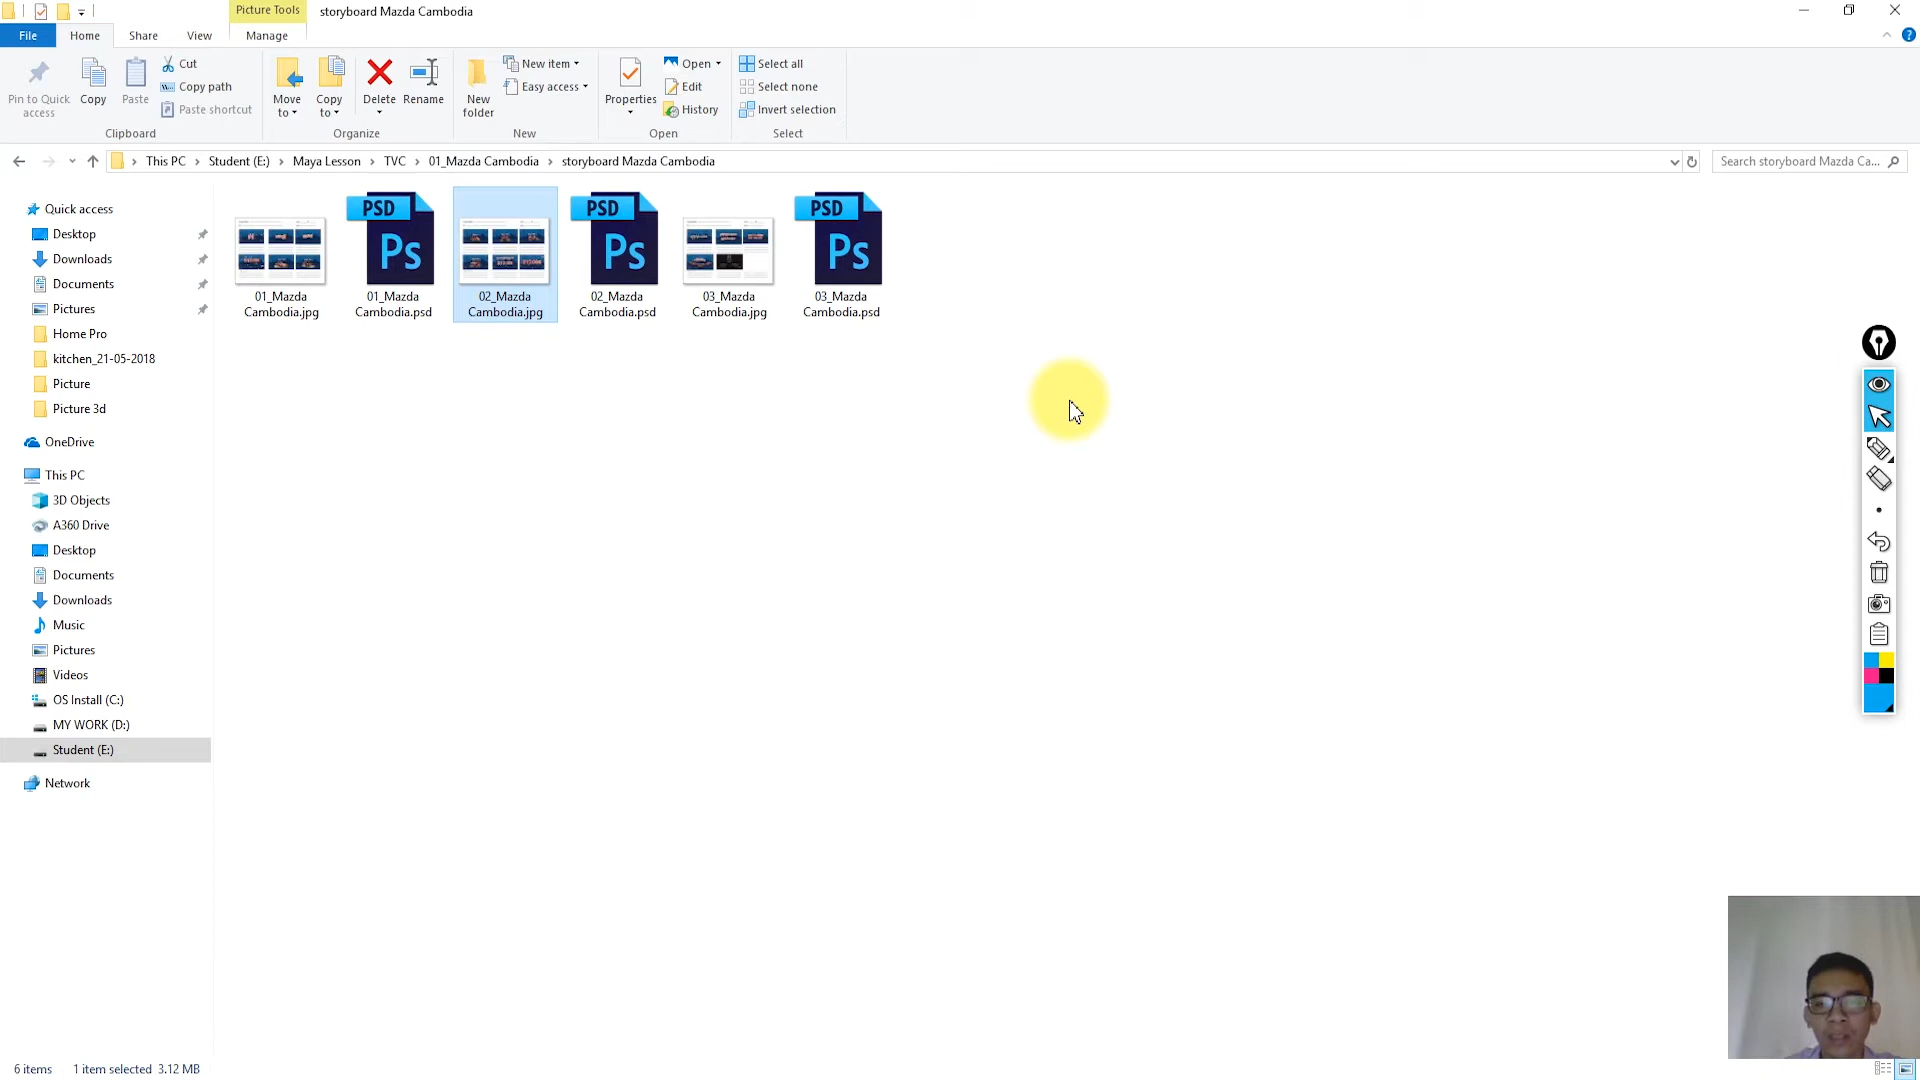 Picture Tools
storyboard Mazda Cambodia
File
Home
Share
View
Manage
Pin to Quick
access
Copy
Paste
Cut
Copy path
Paste shortcut
Clipboard
Move
to
Copy
to
Delete
Rename
Organize
New
folder
New item
Easy access
New
Properties
Open
Edit
History
Open
Select all
Select none
Invert selection
Select
This PC
Student (E:)
Maya Lesson
TVC
01_Mazda Cambodia
storyboard Mazda Cambodia
Search storyboard Mazda Ca...
Quick access
Desktop
Downloads
Documents
Pictures
Home Pro
kitchen_21-05-2018
Picture
Picture 3d
OneDrive
This PC
3D Objects
A360 Drive
Desktop
Documents
Downloads
Music
Pictures
Videos
OS Install (C:)
MY WORK (D:)
Student (E:)
Network
01_Mazda
Cambodia.jpg
PSD
Ps
01_Mazda
Cambodia.psd
02_Mazda
Cambodia.jpg
PSD
Ps
02_Mazda
Cambodia.psd
03_Mazda
Cambodia.jpg
PSD
Ps
03_Mazda
Cambodia.psd
6 items
1 item selected 3.12 MB